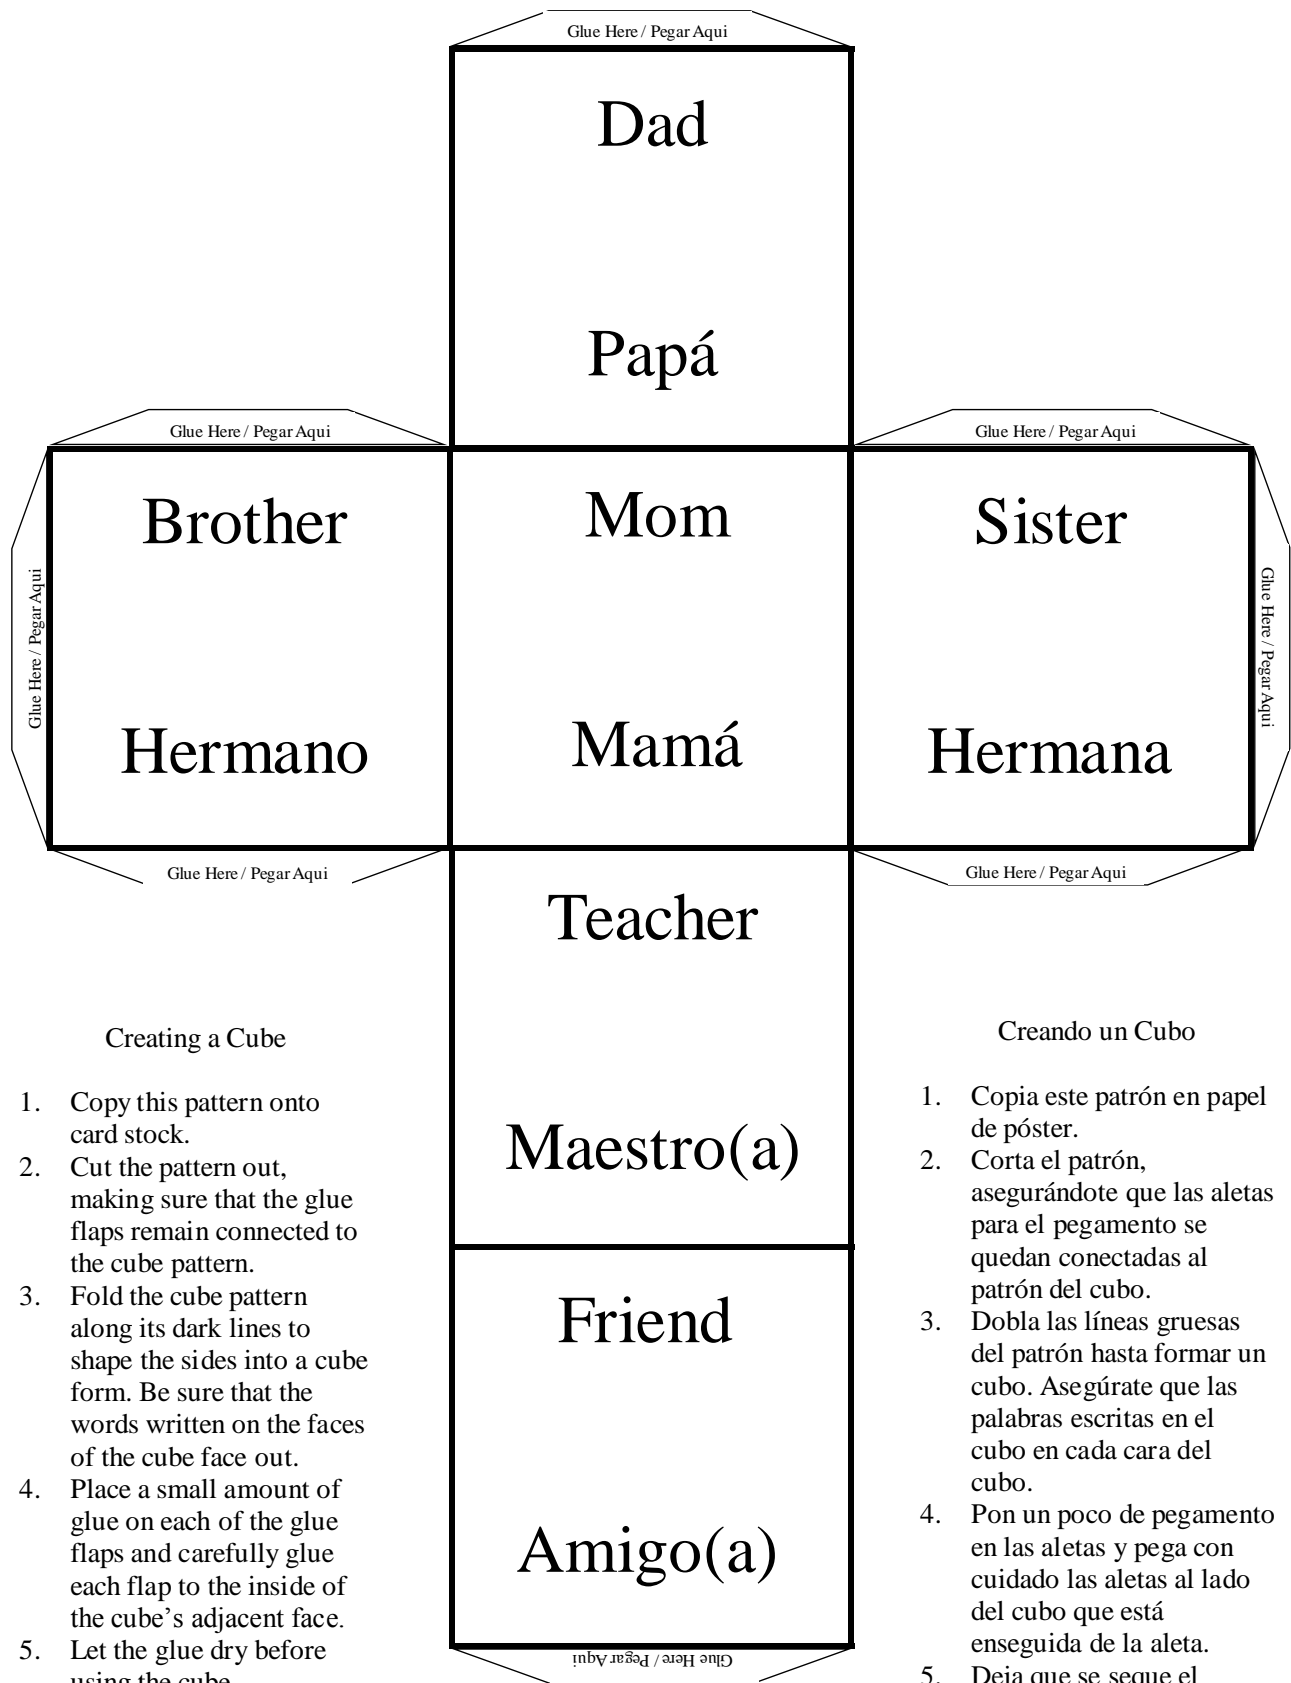 Glue Here / Pegar Aqui
Dad
Papá
Glue Here / Pegar Aqui
Glue Here / Pegar Aqui
Brother
Mom
Sister
Glue Here / Pegar Aqui
Glue Here / Pegar Aqui
Hermano
Mamá
Hermana
Glue Here / Pegar Aqui
Glue Here / Pegar Aqui
Teacher
Maestro(a)
Friend
Amigo(a)
Glue Here / Pegar Aqui
Creating a Cube
1. Copy this pattern onto
card stock.
2. Cut the pattern out,
making sure that the glue
flaps remain connected to
the cube pattern.
3. Fold the cube pattern
along its dark lines to
shape the sides into a cube
form. Be sure that the
words written on the faces
of the cube face out.
4. Place a small amount of
glue on each of the glue
flaps and carefully glue
each flap to the inside of
the cube’s adjacent face.
5. Let the glue dry before
using the cube
Creando un Cubo
1. Copia este patrón en papel
de póster.
2. Corta el patrón,
asegurándote que las aletas
para el pegamento se
quedan conectadas al
patrón del cubo.
3. Dobla las líneas gruesas
del patrón hasta formar un
cubo. Asegúrate que las
palabras escritas en el
cubo en cada cara del
cubo.
4. Pon un poco de pegamento
en las aletas y pega con
cuidado las aletas al lado
del cubo que está
enseguida de la aleta.
5. Deja que se seque el